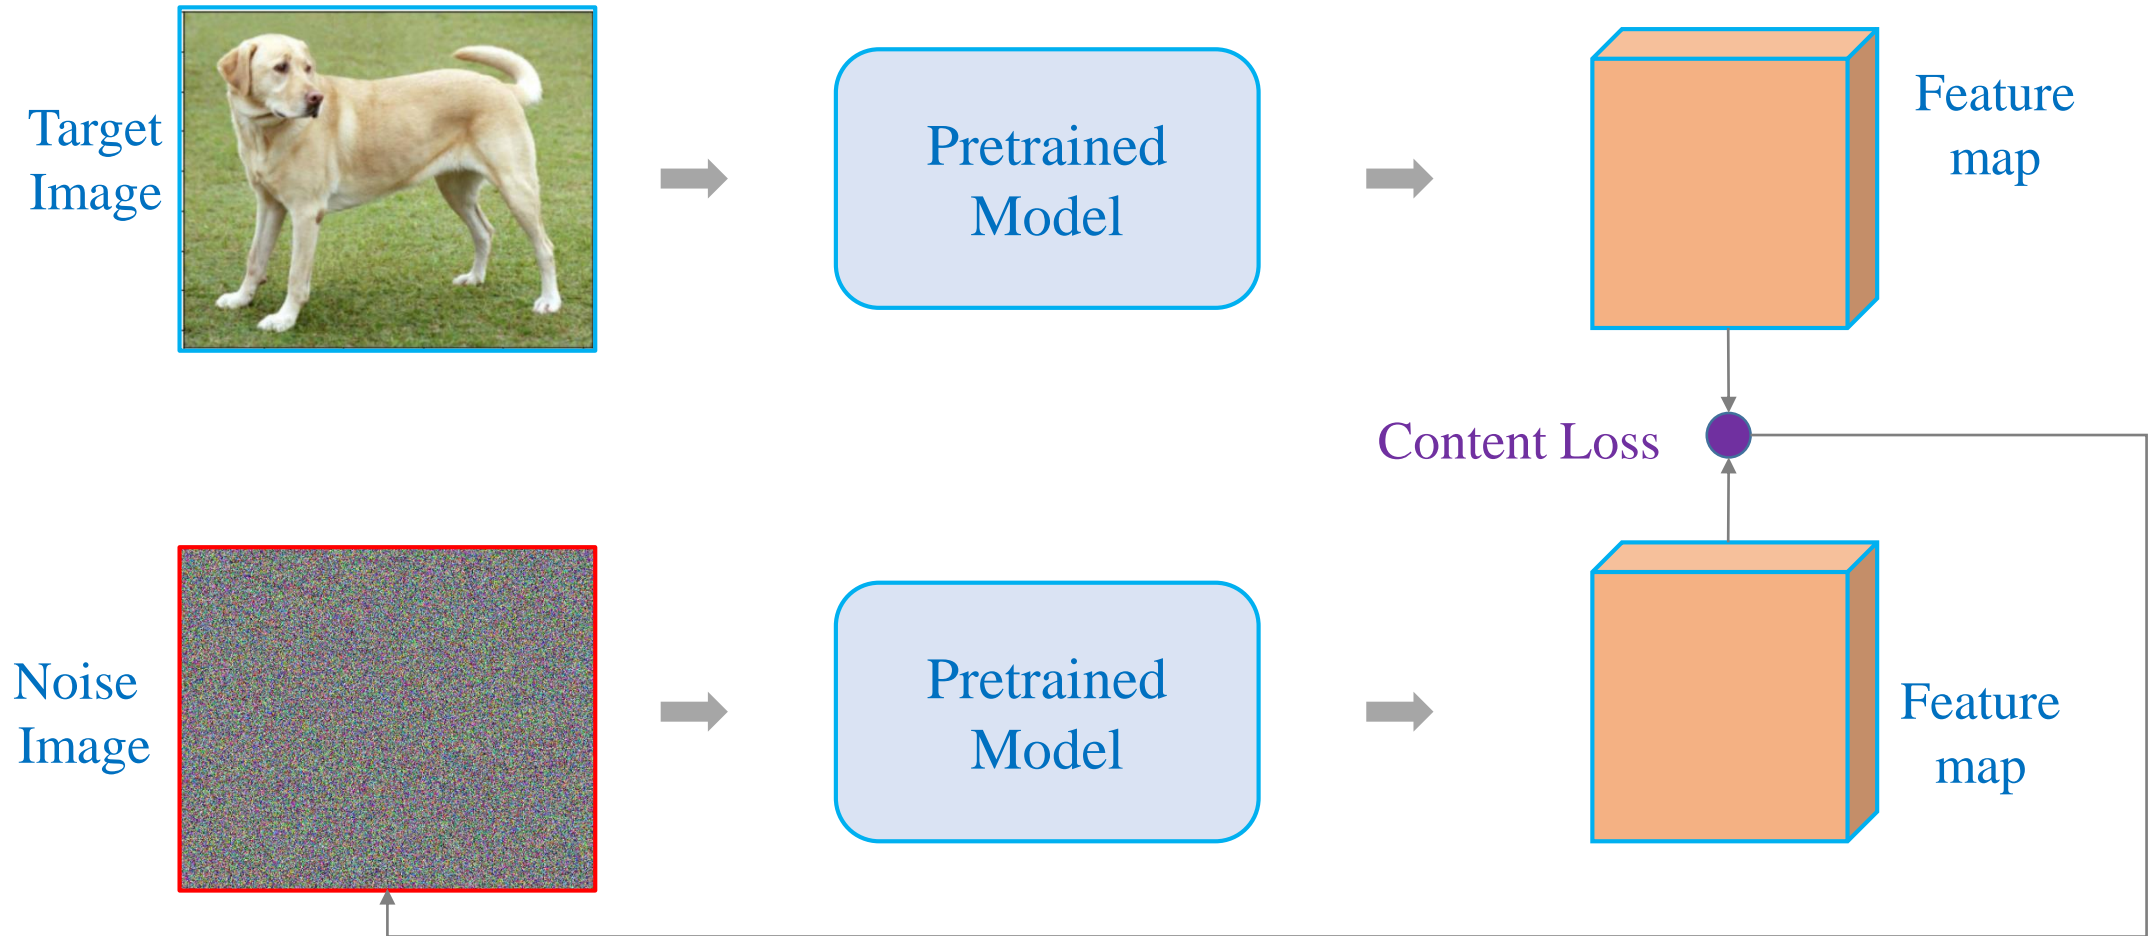 Target
Image
Pretrained
Model
Feature
map
Content Loss
Noise
Image
Pretrained
Model
Feature
map